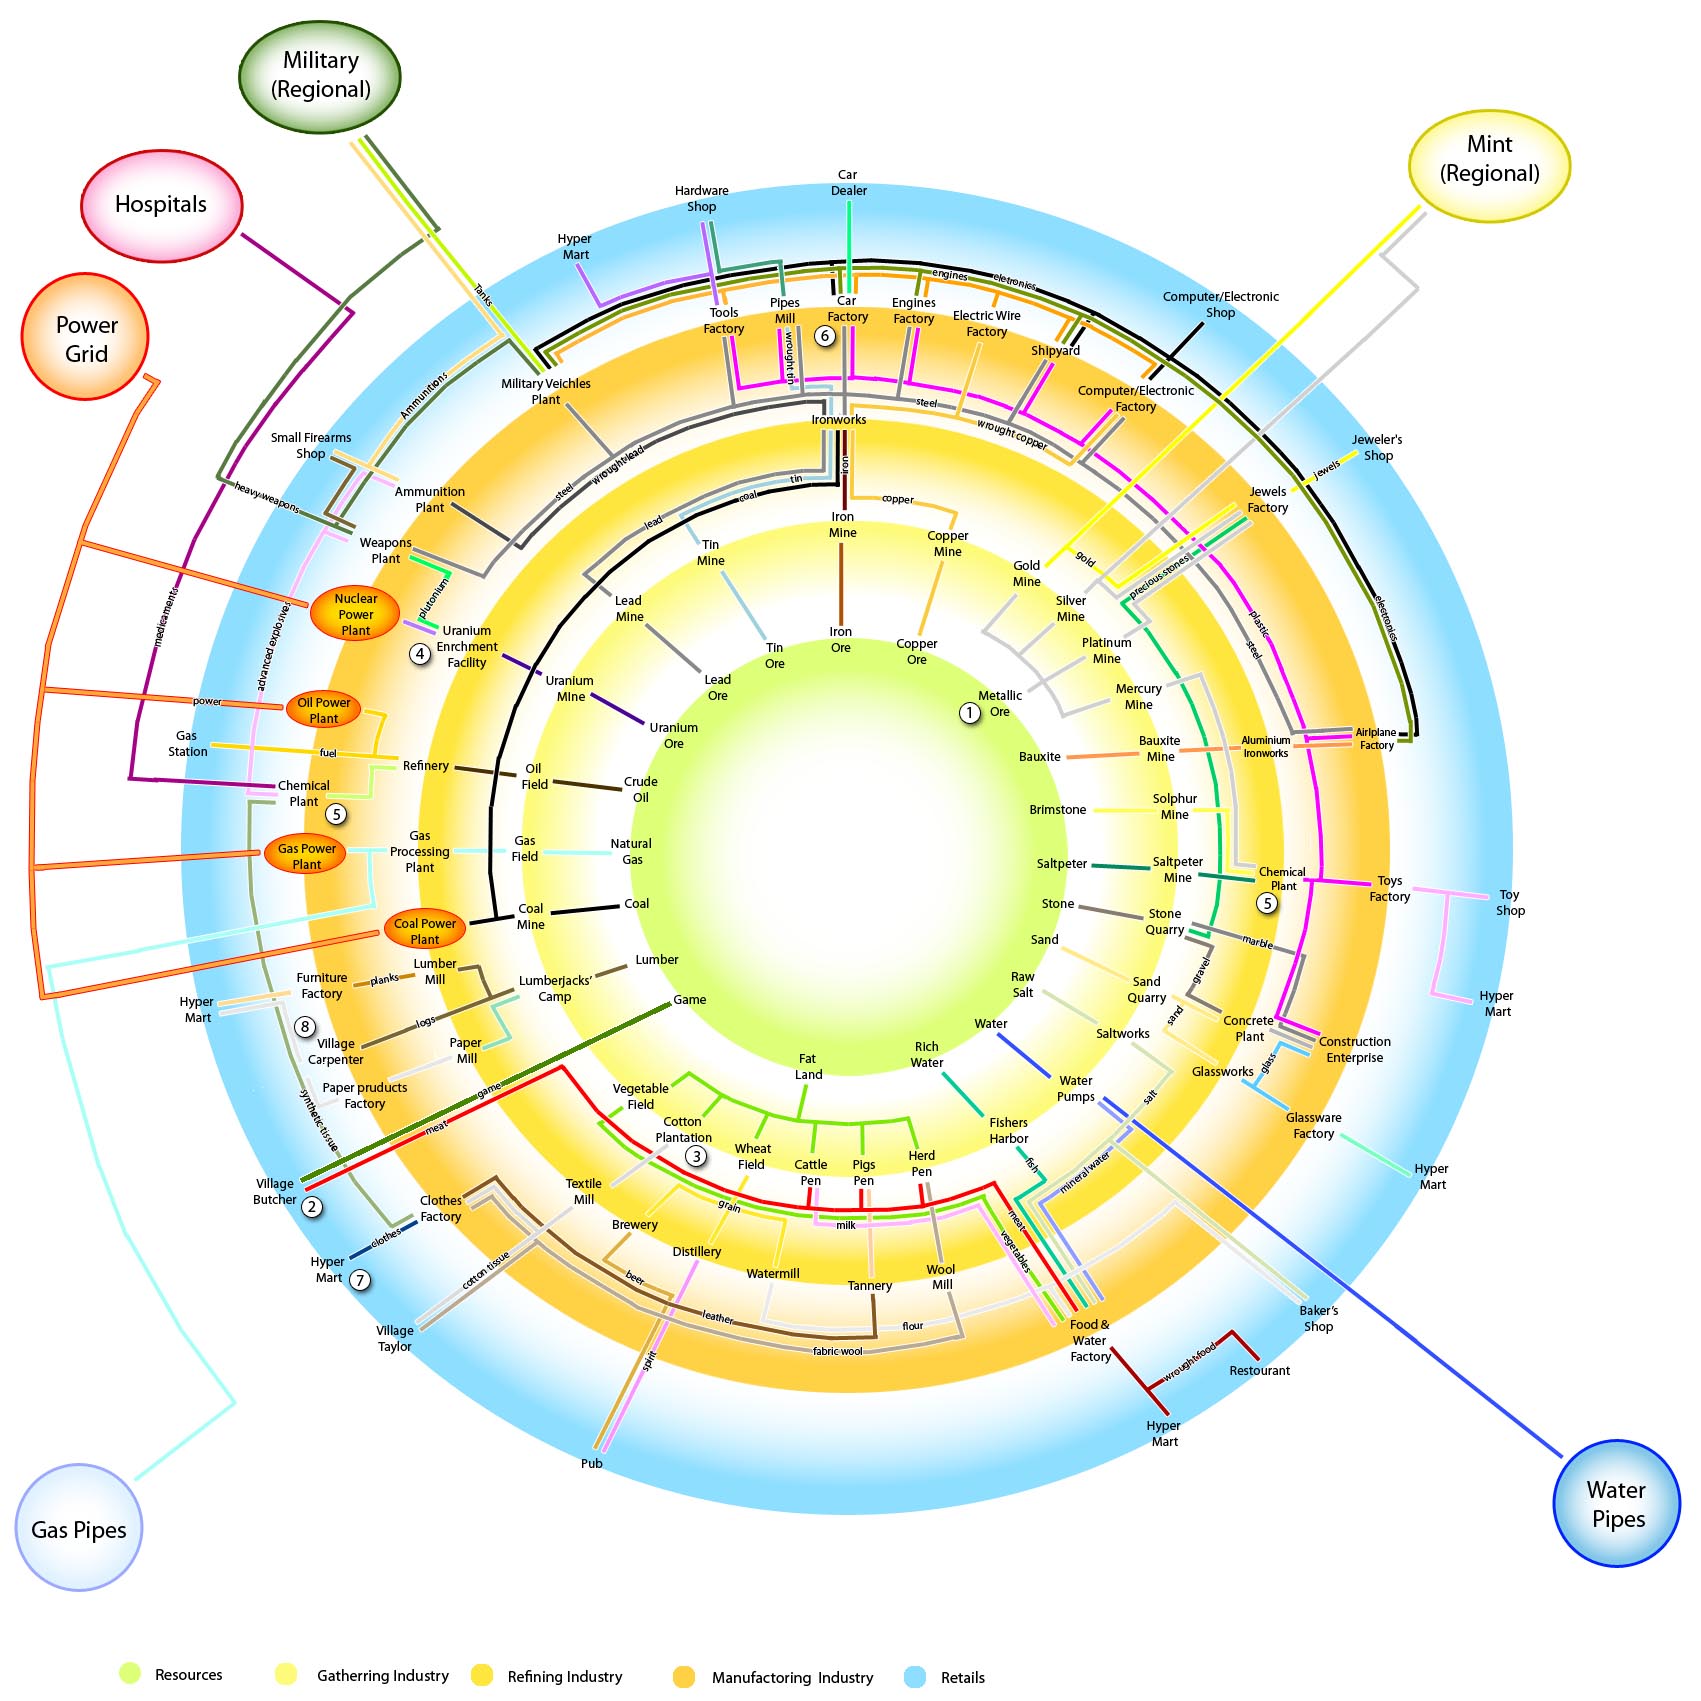 Military
(Regional)
Hospitals
Power
Grid
Mint
(Regional)
Water
Pipes
Gas Pipes
Car
Dealer
Hardware
Shop
Hyper
Mart
Tanks
engines
eletronics
Computer/Electronic
Shop
Tools
Factory
Pipes
Mill
Car
Factory
6
Engines
Factory
Electric Wire
Factory
Shipyard
Military Veichles
Plant
wrought tin
Computer/Electronic
Factory
Ammunitions
steel
wrought copper
Ironworks
Jeweler's
Shop
jewels
Small Firearms
Shop
heavy weapons
Ammunition
Plant
steel
wrought lead
tin
coal
iron
copper
lead
Jewels
Factory
Iron
Mine
Copper
Mine
Tin
Mine
Weapons
Plant
plutonium
Gold
Mine
gold
precious stones
Silver
Mine
Platinum
Mine
Lead
Mine
Nuclear
Power
Plant
4
Uranium
Enrchment
Facility
medicaments
advanced explosives
electronics
plastic
steel
Iron
Ore
Copper
Ore
Tin
Ore
Lead
Ore
Metallic
Ore
1
Mercury
Mine
Uranium
Mine
Uranium
Ore
Oil Power
Plant
power
Gas
Station
fuel
Refinery
Oil
Field
Crude
Oil
Bauxite
Bauxite
Mine
Aluminium
Ironworks
Airlplane
Factory
Chemical
Plant
5
Brimstone
Solphur
Mine
Gas Power
Plant
Gas
Processing
Plant
Gas
Field
Natural
Gas
Saltpeter
Saltpeter
Mine
Chemical
Plant
5
Toys
Factory
Toy
Shop
Coal Power
Plant
Coal
Mine
Coal
Stone
Stone
Quarry
marble
Sand
Sand
Quarry
gravel
sand
Raw
Salt
Saltworks
Concrete
Plant
Construction
Enterprise
Hyper
Mart
Lumber
Lumberjacks'
Camp
Lumber
Mill
planks
Furniture
Factory
Hyper
Mart
8
logs
Village
Carpenter
Paper
Mill
Paper pruducts
Factory
synthetic tissue
Game
game
meat
Village
Butcher
2
Water
Water
Pumps
Rich
Water
Fishers
Harbor
fish
salt
mineral water
Glassworks
glass
Glassware
Factory
Hyper
Mart
Fat
Land
Vegetable
Field
Cotton
Plantation
3
Wheat
Field
Cattle
Pen
Pigs
Pen
Herd
Pen
Textile
Mill
grain
milk
meat
vegetables
Clothes
Factory
clothes
Hyper
Mart
7
cotton tissue
Village
Taylor
Brewery
beer
Distillery
Watermill
Tannery
Wool
Mill
leather
flour
fabric wool
spirit
Pub
Food &
Water
Factory
Baker's
Shop
wrought food
Restourant
Hyper
Mart
Resources
Gatherring Industry
Refining Industry
Manufactoring Industry
Retails